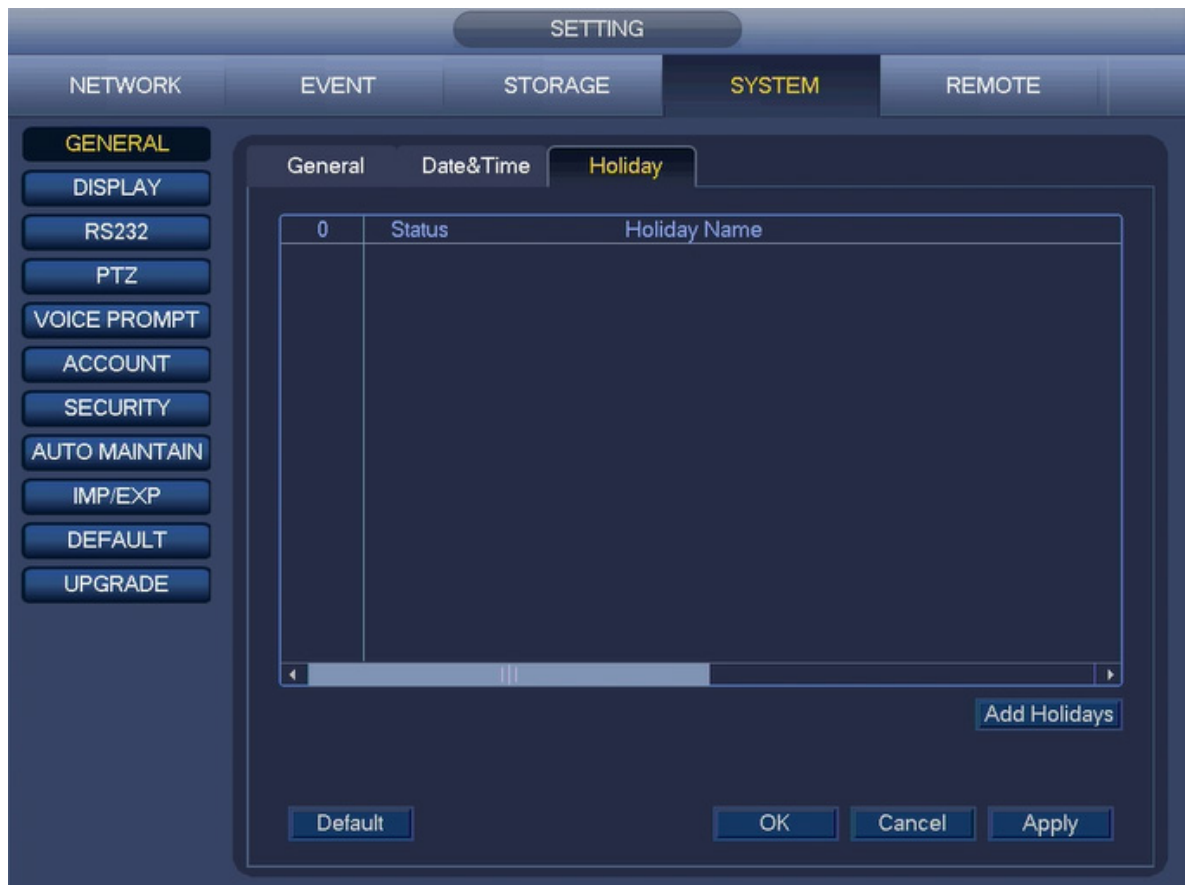 SETTING
NETWORK EVENT STORAGE SYSTEM REMOTE
GENERAL
DISPLAY
RS232
PTZ
VOICE PROMPT
ACCOUNT
SECURITY
AUTO MAINTAIN
IMP/EXP
DEFAULT
UPGRADE
General Date&Time Holiday
0 Status Holiday Name
Add Holidays
Default OK Cancel Apply